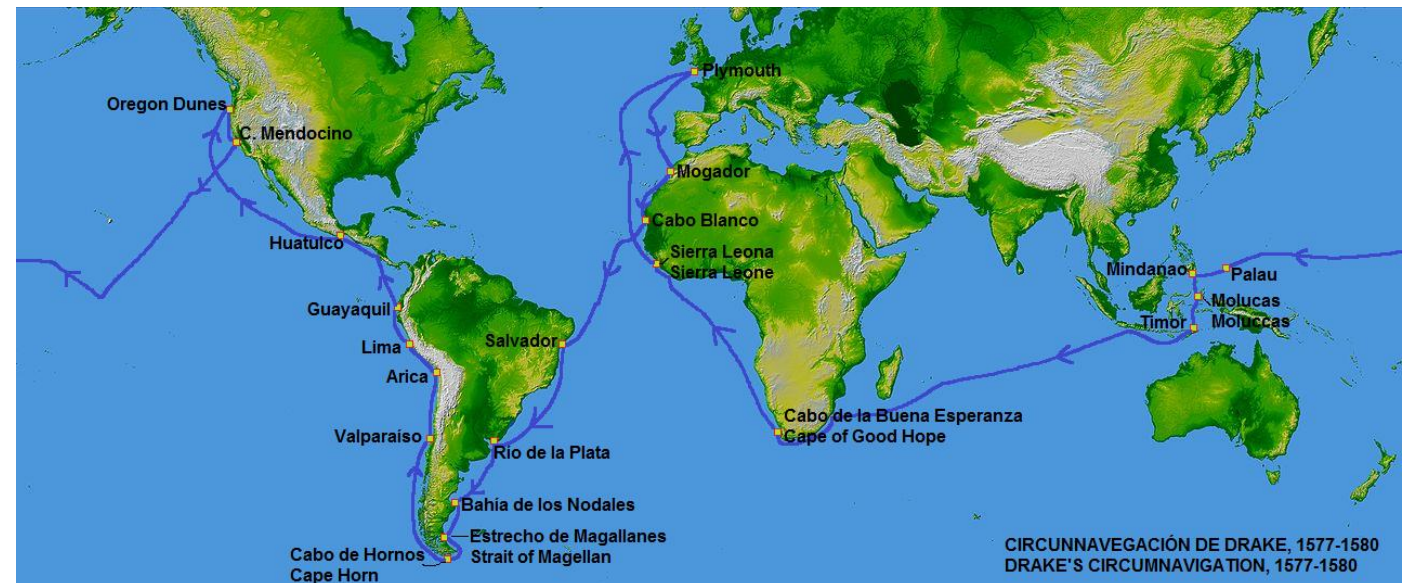 Plymouth
Oregon Dunes
C. Mendocino
Mogador
Cabo Blanco
Huatulco
Sierra Leona
Sierra Leone
Mindanao
Palau
Guayaquil
Molucas
Timor
Moluccas
Lima
Salvador
Arica
Cabo de la Buena Esperanza
Cape of Good Hope
Valparaíso
Río de la Plata
Bahía de los Nodales
Estrecho de Magallanes
Strait of Magellan
Cabo de Hornos
Cape Horn
CIRCUNNAVEGACIÓN DE DRAKE, 1577-1580
DRAKE'S CIRCUMNAVIGATION, 1577-1580